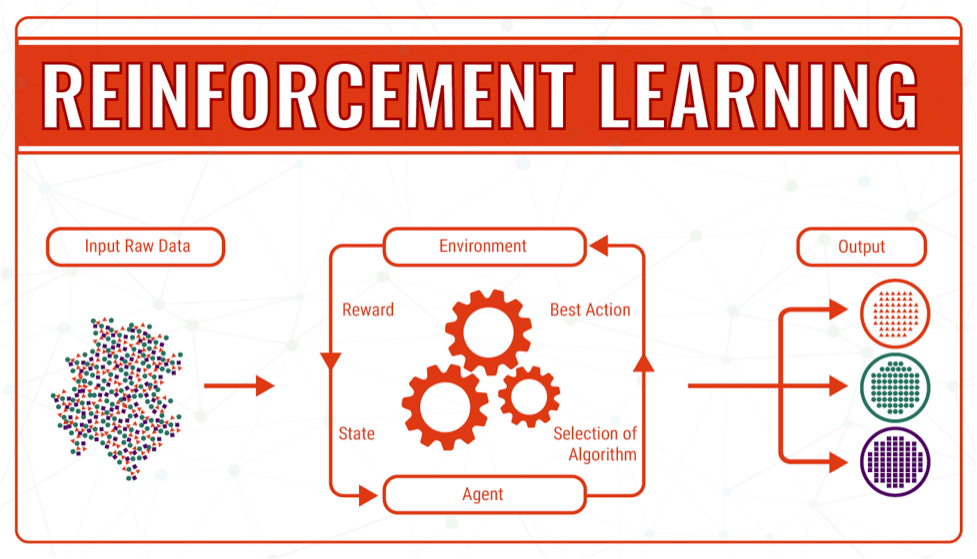 REINFORCEMENT LEARNING
Input Raw Data
Environment
Output
Reward
Best Action
State
Selection of
Algorithm
Agent